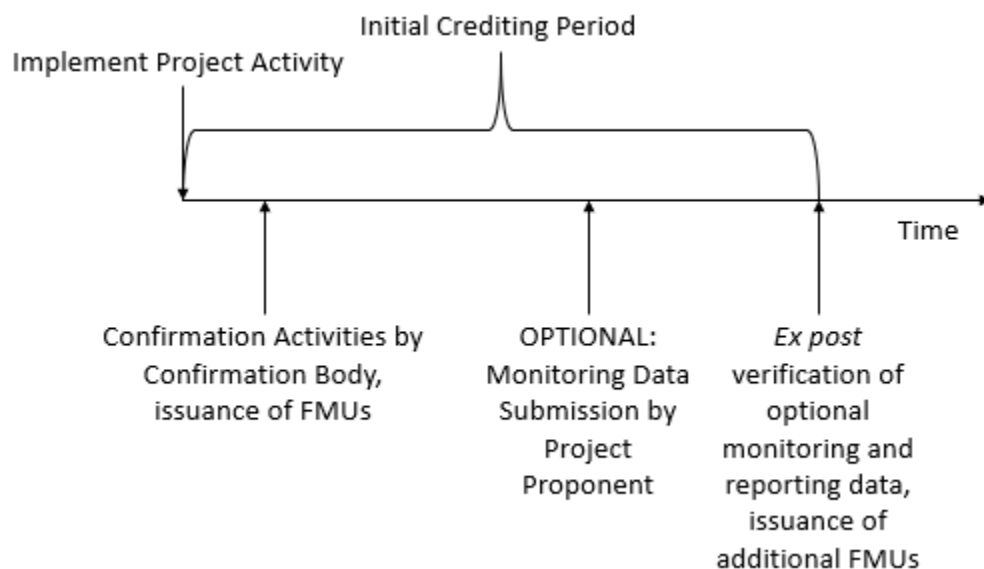 Initial Crediting Period
Implement Project Activity
Time
Confirmation Activities by
Confirmation Body,
issuance of FMUs
OPTIONAL:
Monitoring Data
Submission by
Project
Proponent
Ex post
verification of
optional
monitoring and
reporting data,
issuance of
additional FMUs